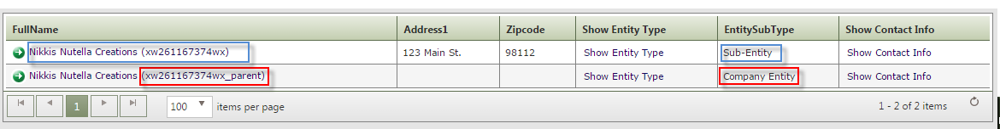 FullName Address1 Zipcode Show Entity Type EntitySubType Show Contact Info
Nikkis Nutella Creations (xw261167374wx) 123 Main St. 98112 Show Entity Type Sub-Entity Show Contact Info
Nikkis Nutella Creations (xw261167374wx_parent) Show Entity Type Company Entity Show Contact Info
1 100 items per page 1 - 2 of 2 items